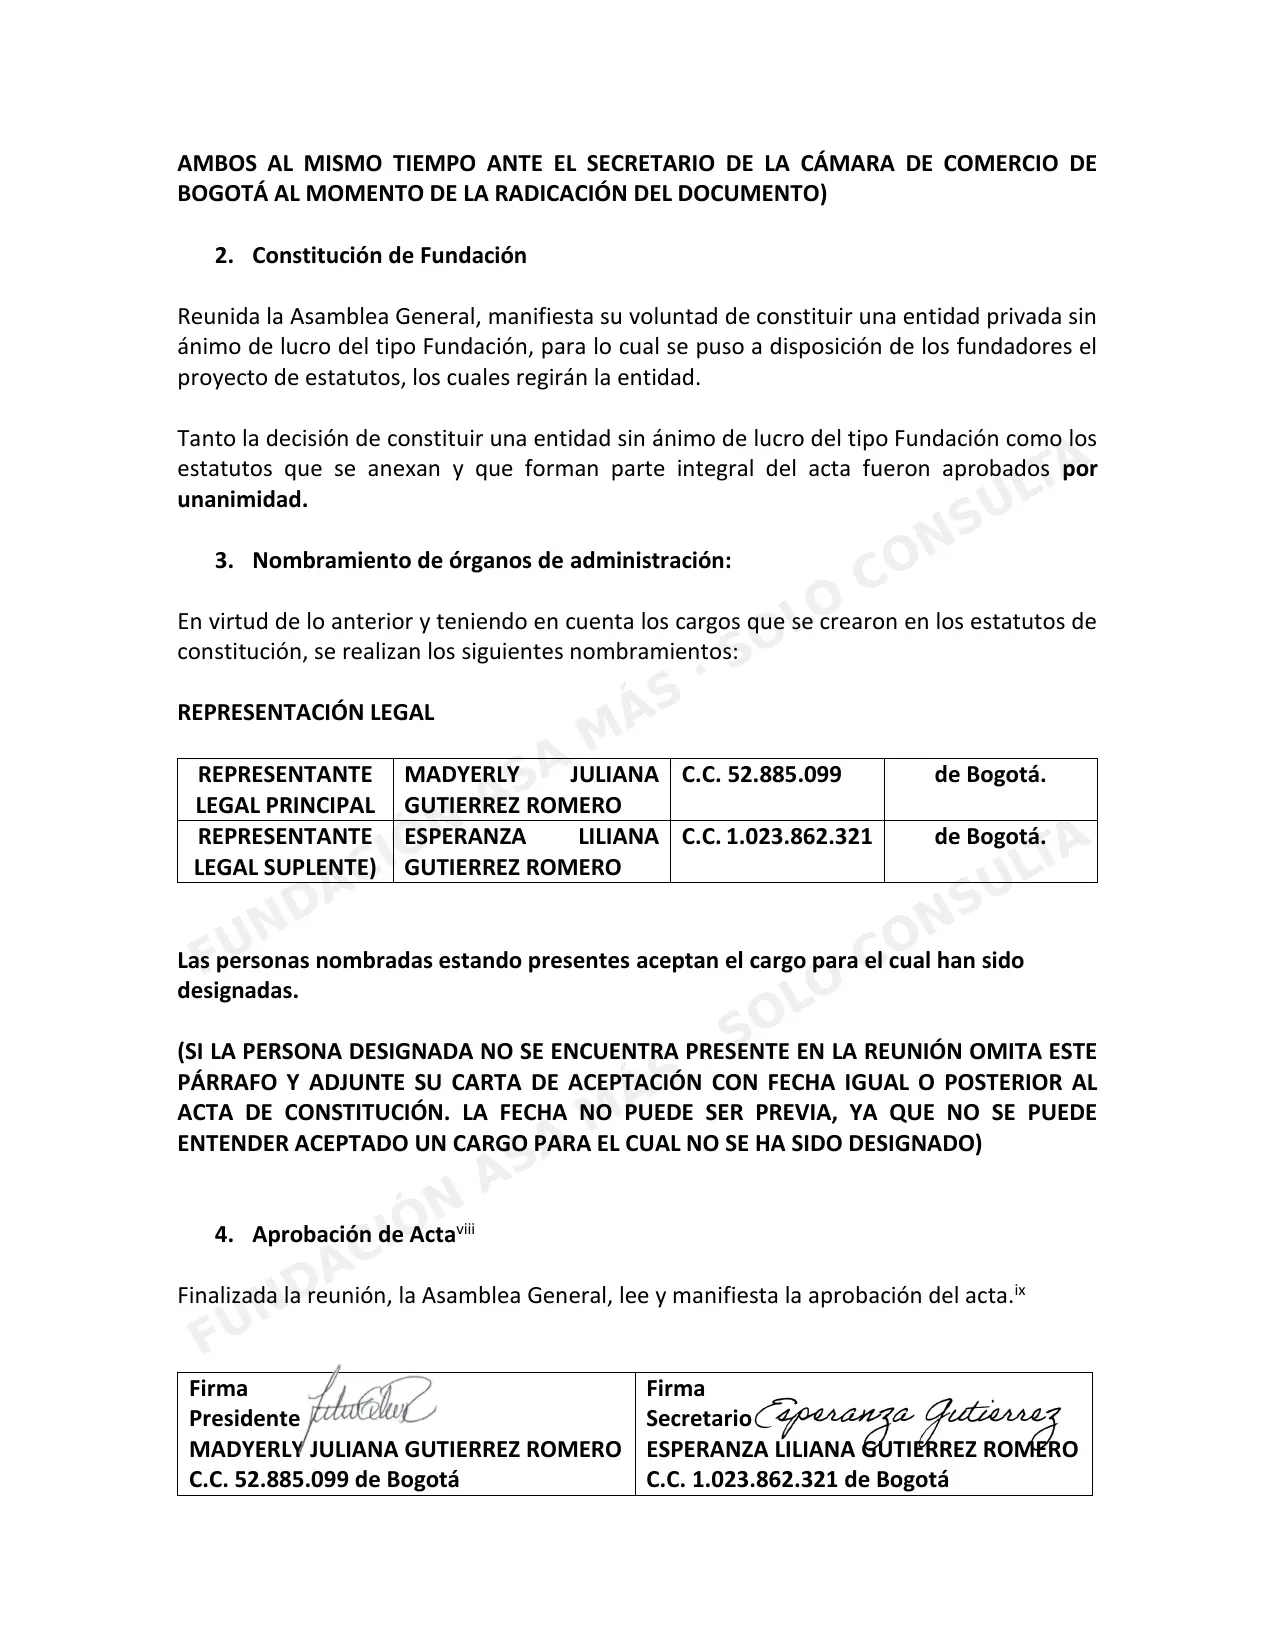 AMBOS AL MISMO TIEMPO ANTE EL SECRETARIO DE LA CÁMARA DE COMERCIO DE
BOGOTÁ AL MOMENTO DE LA RADICACIÓN DEL DOCUMENTO)
2. Constitución de Fundación
Reunida la Asamblea General, manifiesta su voluntad de constituir una entidad privada sin
ánimo de lucro del tipo Fundación, para lo cual se puso a disposición de los fundadores el
proyecto de estatutos, los cuales regirán la entidad.
Tanto la decisión de constituir una entidad sin ánimo de lucro del tipo Fundación como los
estatutos que se anexan y que forman parte integral del acta fueron aprobados por
unanimidad.
3. Nombramiento de órganos de administración:
En virtud de lo anterior y teniendo en cuenta los cargos que se crearon en los estatutos de
constitución, se realizan los siguientes nombramientos:
REPRESENTACIÓN LEGAL
REPRESENTANTE MADYERLY JULIANA C.C. 52.885.099 de Bogotá.
LEGAL PRINCIPAL GUTIERREZ ROMERO
REPRESENTANTE ESPERANZA LILIANA C.C. 1.023.862.321 de Bogotá.
LEGAL SUPLENTE) GUTIERREZ ROMERO
Las personas nombradas estando presentes aceptan el cargo para el cual han sido
designadas.
(SI LA PERSONA DESIGNADA NO SE ENCUENTRA PRESENTE EN LA REUNIÓN OMITA ESTE
PÁRRAFO Y ADJUNTE SU CARTA DE ACEPTACIÓN CON FECHA IGUAL O POSTERIOR AL
ACTA DE CONSTITUCIÓN. LA FECHA NO PUEDE SER PREVIA, YA QUE NO SE PUEDE
ENTENDER ACEPTADO UN CARGO PARA EL CUAL NO SE HA SIDO DESIGNADO)
4. Aprobación de Acta viii
Finalizada la reunión, la Asamblea General, lee y manifiesta la aprobación del acta. ix
Firma
Presidente
MADYERLY JULIANA GUTIERREZ ROMERO
C.C. 52.885.099 de Bogotá
Firma
Secretario Esperanza Gutierrez
ESPERANZA LILIANA GUTIERREZ ROMERO
C.C. 1.023.862.321 de Bogotá
FUNDACIÓN ASA MÁS · SOLO CONSULTA
FUNDACIÓN ASA MÁS · SOLO CONSULTA